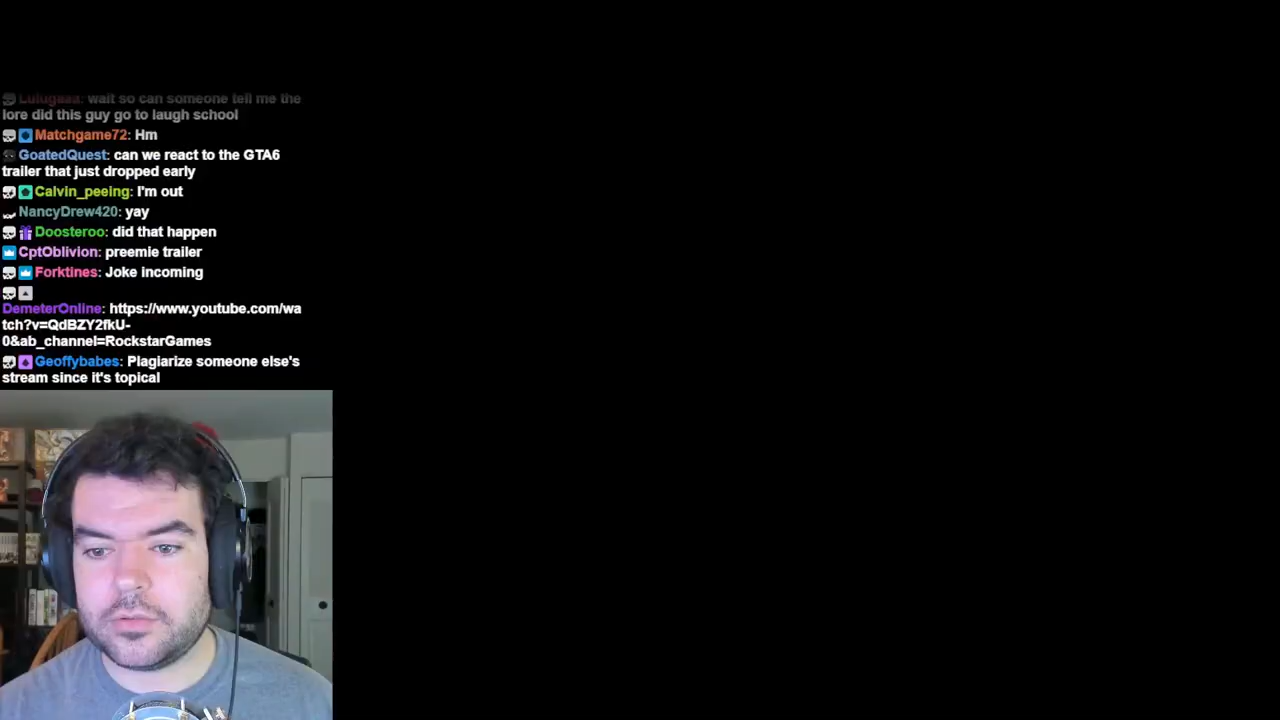 Lulugaaa: wait so can someone tell me the
lore did this guy go to laugh school
Matchgame72: Hm
GoatedQuest: can we react to the GTA6
trailer that just dropped early
Calvin_peeing: I'm out
NancyDrew420: yay
Doosteroo: did that happen
CptOblivion: preemie trailer
Forktines: Joke incoming
DemeterOnline: https://www.youtube.com/wa
tch?v=QdBZY2fkU-
0&ab_channel=RockstarGames
Geoffybabes: Plagiarize someone else's
stream since it's topical